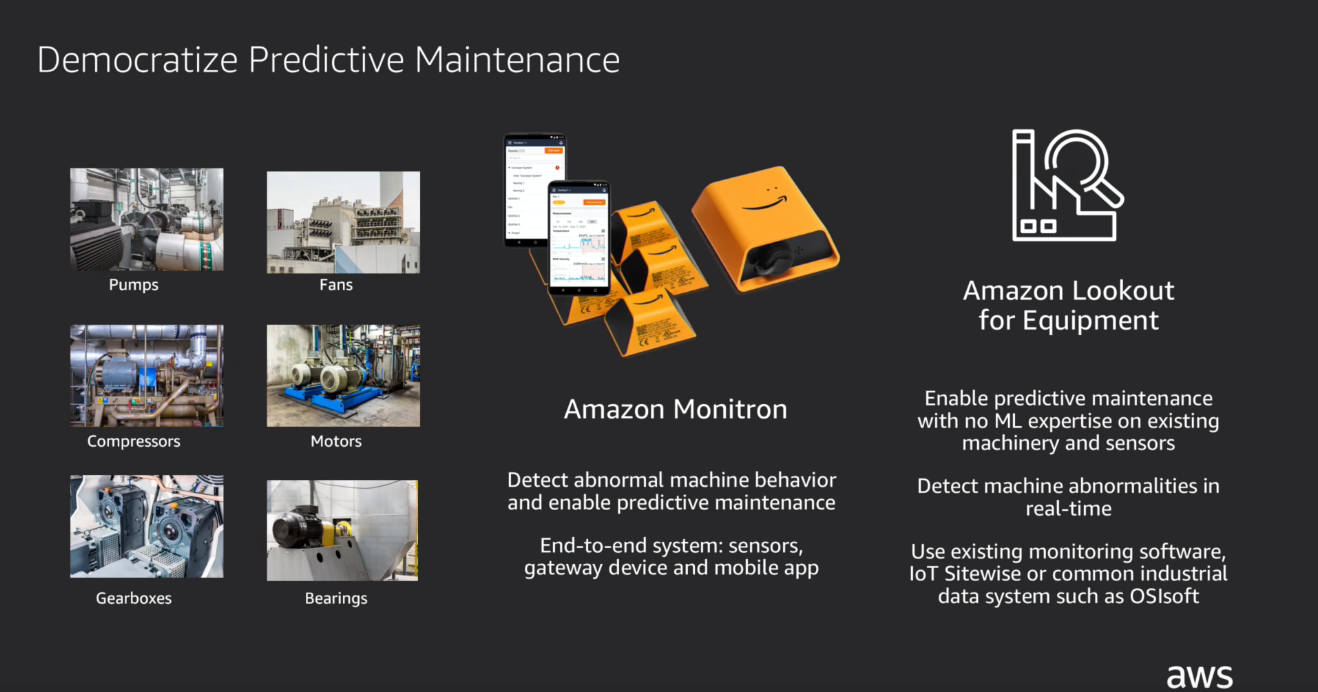 Democratize Predictive Maintenance
Pumps
Fans
Compressors
Motors
Gearboxes
Bearings
Amazon Monitron
Detect abnormal machine behavior
and enable predictive maintenance
End-to-end system: sensors,
gateway device and mobile app
Amazon Lookout
for Equipment
Enable predictive maintenance
with no ML expertise on existing
machinery and sensors
Detect machine abnormalities in
real-time
Use existing monitoring software,
IoT Sitewise or common industrial
data system such as OSIsoft
aws